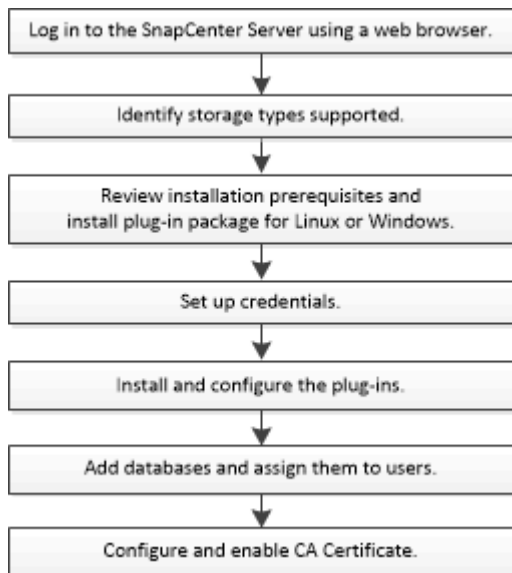 Log in to the SnapCenter Server using a web browser.
Identify storage types supported.
Review installation prerequisites and
install plug-in package for Linux or Windows.
Set up credentials.
Install and configure the plug-ins.
Add databases and assign them to users.
Configure and enable CA Certificate.